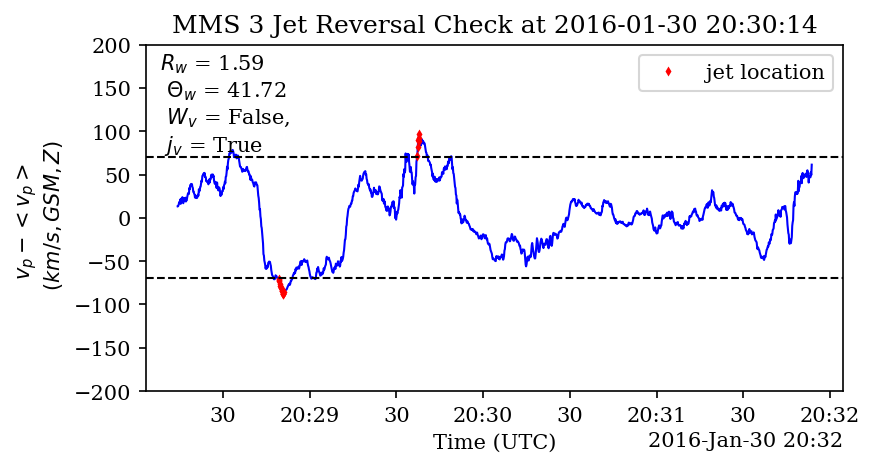 MMS 3 Jet Reversal Check at 2016-01-30 20:30:14
R_w = 1.59
Θ_w = 41.72
W_v = False,
j_v = True
jet location
200
150
100
50
0
−50
−100
−150
−200
v_p − < v_p >
(km/s, GSM, Z)
30 20:29 30 20:30 30 20:31 30 20:32
Time (UTC)
2016-Jan-30 20:32